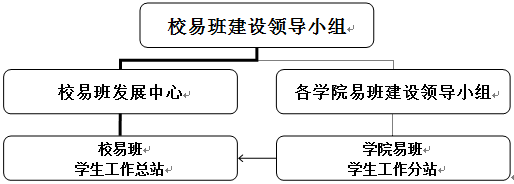 校易班建设领导小组
校易班发展中心
各学院易班建设领导小组
校易班
学生工作总站
学院易班
学生工作分站